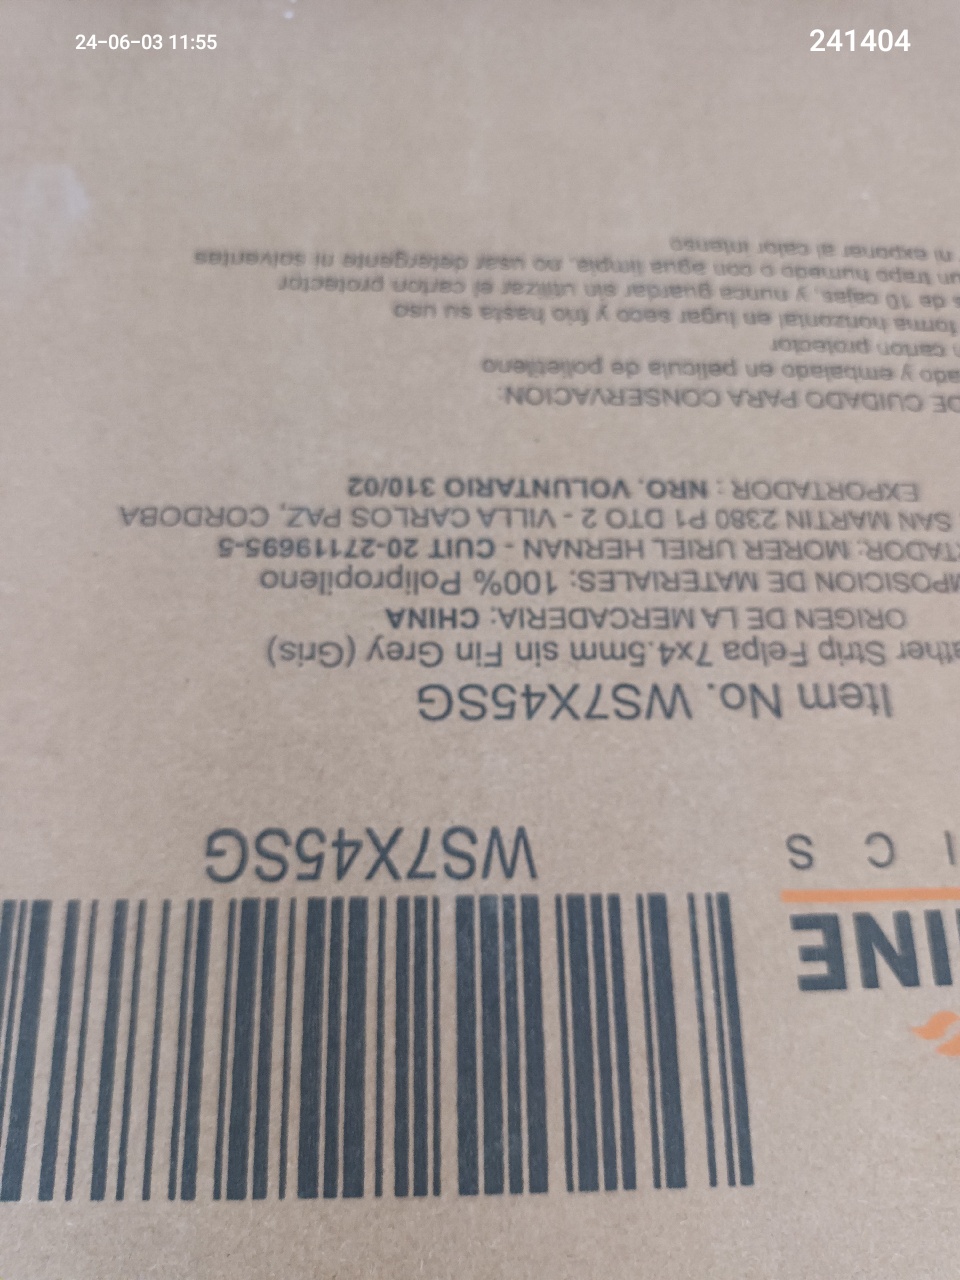 24-06-03 11:55
241404
INE
I C S
WS7X45SG
Item No. WS7X45SG
ather Strip Felpa 7x4.5mm sin Fin Grey (Gris)
ORIGEN DE LA MERCADERIA: CHINA
MPOSICION DE MATERIALES: 100% Polipropileno
TADOR: MORER URIEL HERNAN - CUIT 20-27119695-5
SAN MARTIN 2380 P1 DTO 2 - VILLA CARLOS PAZ, CORDOBA
EXPORTADOR : NRO. VOLUNTARIO 310/02
DE CUIDADO PARA CONSERVACION:
ado y embalado en pelicula de polietileno
n carton protector
forma horizontal en lugar seco y frio hasta su uso
s de 10 cajas, y nunca guardar sin utilizar el carton protector
un trapo humedo o con agua limpia, no usar detergente ni solventes
ni exponer al calor intenso